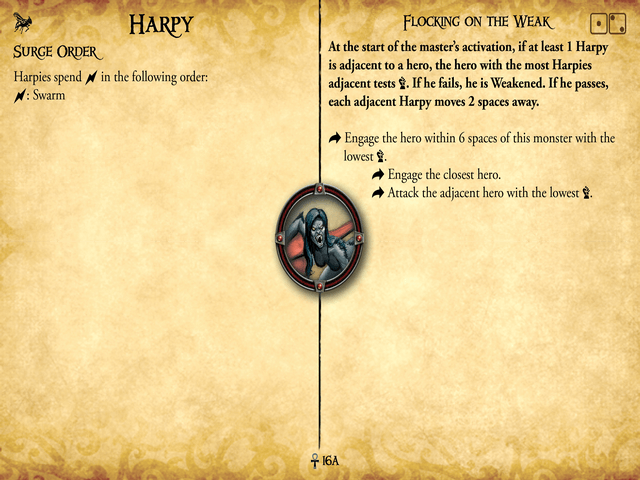 Harpy
Surge Order
Harpies spend in the following order:
: Swarm
Flocking on the Weak
At the start of the master's activation, if at least 1 Harpy
is adjacent to a hero, the hero with the most Harpies
adjacent tests . If he fails, he is Weakened. If he passes,
each adjacent Harpy moves 2 spaces away.
Engage the hero within 6 spaces of this monster with the
lowest .
Engage the closest hero.
Attack the adjacent hero with the lowest .
16A